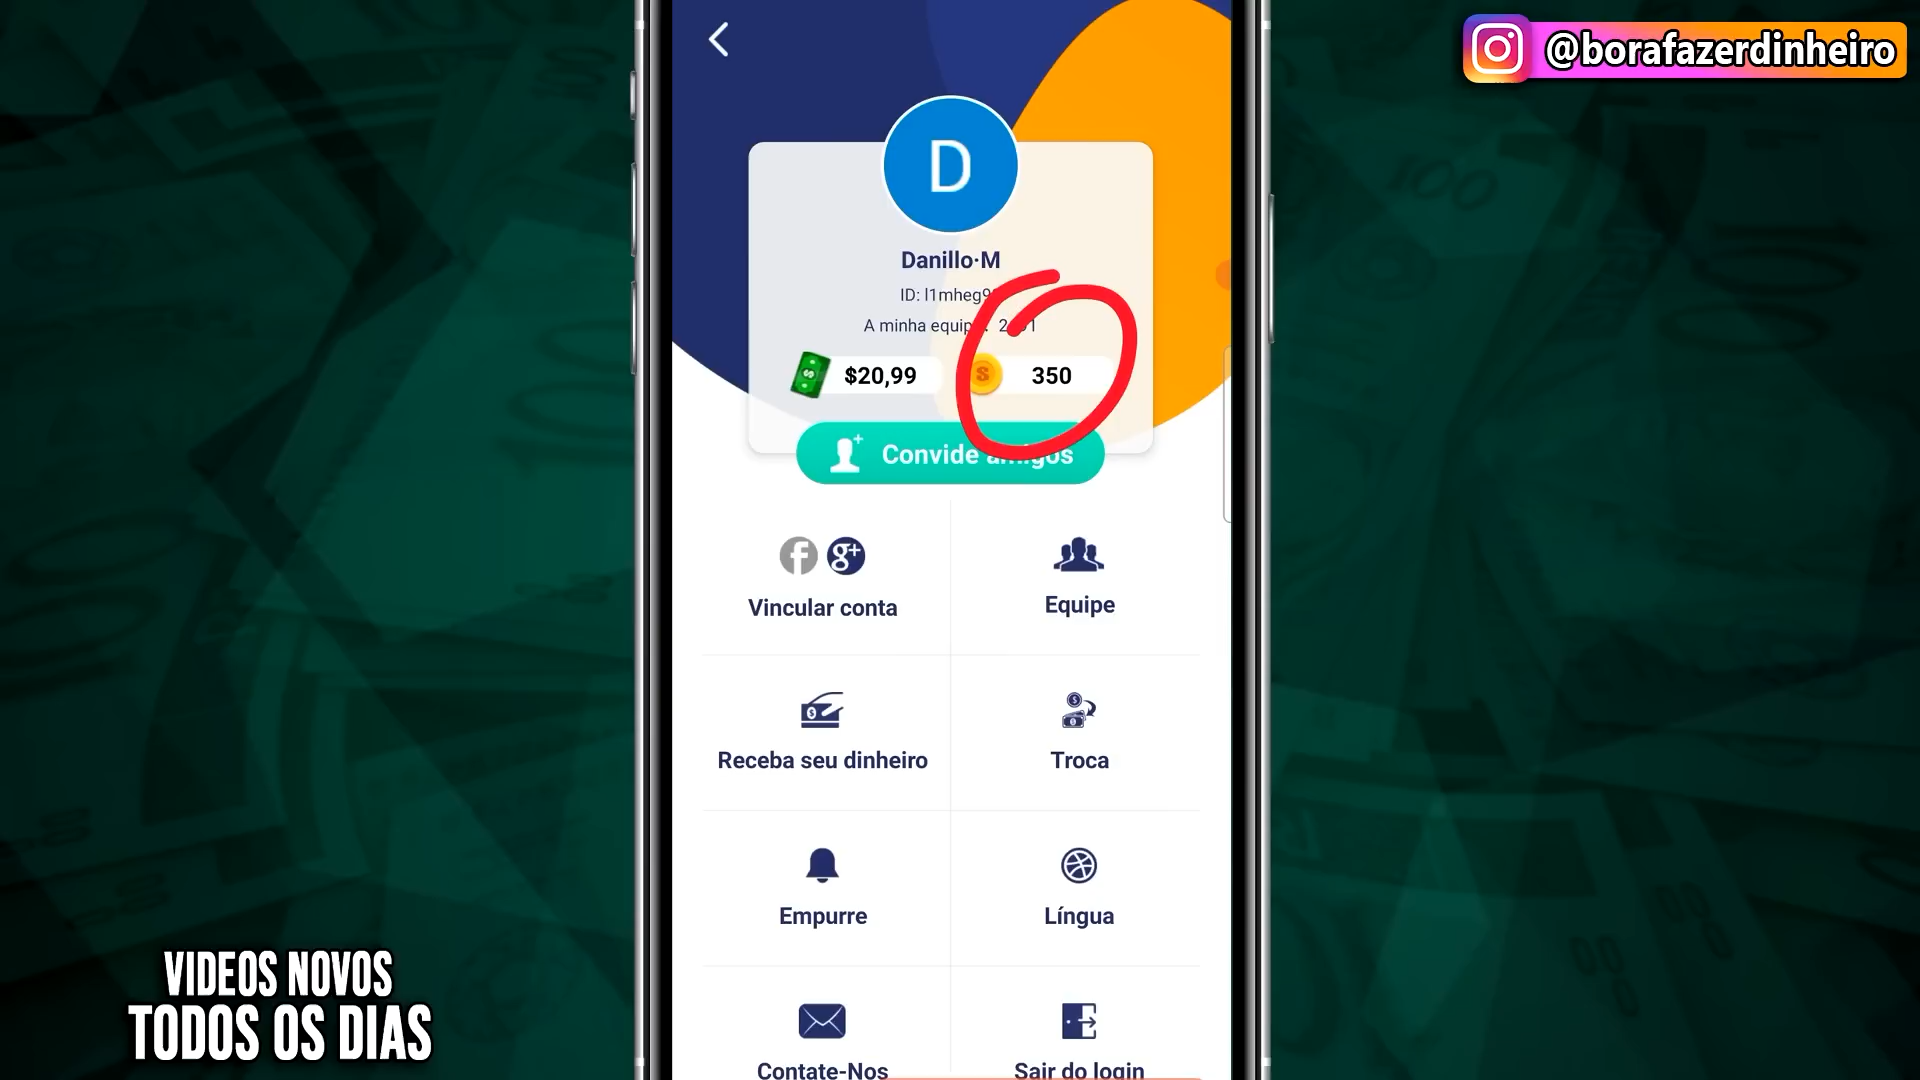 @borafazerdinheiro
D
Danillo·M
ID: l1mheg9
A minha equip
$20,99
350
Convide amigos
Vincular conta
Equipe
Receba seu dinheiro
Troca
Empurre
Língua
Contate-Nos
Sair do login
VIDEOS NOVOS
TODOS OS DIAS